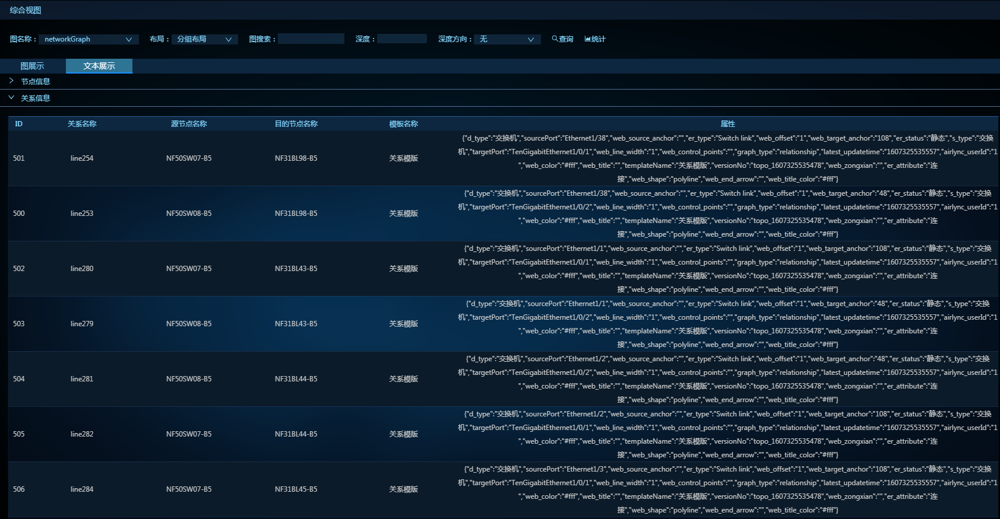 综合视图
图名称： networkGraph 布局： 分组布局 图搜索： 深度： 深度方向： 无 查询 统计
图展示 文本展示
节点信息
关系信息
ID 关系名称 源节点名称 目的节点名称 模板名称 属性
501 line254 NF50SW07-B5 NF31BL98-B5 关系模版
{"d_type":"交换机","sourcePort":"Ethernet1/38","web_source_anchor":"","er_type":"Switch link","web_offset":"1","web_target_anchor":"108","er_status":"静态","s_type":"交换
机","targetPort":"TenGigabitEthernet1/0/1","web_line_width":"1","web_control_points":"","graph_type":"relationship","latest_updatetime":"1607325535557","airlync_userId":"1
","web_color":"#fff","web_title":"","templateName":"关系模版","versionNo":"topo_1607325535478","web_zongxian":"","er_attribute":"连
接","web_shape":"polyline","web_end_arrow":"","web_title_color":"#fff"}
500 line253 NF50SW08-B5 NF31BL98-B5 关系模版
{"d_type":"交换机","sourcePort":"Ethernet1/38","web_source_anchor":"","er_type":"Switch link","web_offset":"1","web_target_anchor":"48","er_status":"静态","s_type":"交换
机","targetPort":"TenGigabitEthernet1/0/2","web_line_width":"1","web_control_points":"","graph_type":"relationship","latest_updatetime":"1607325535557","airlync_userId":"1
","web_color":"#fff","web_title":"","templateName":"关系模版","versionNo":"topo_1607325535478","web_zongxian":"","er_attribute":"连
接","web_shape":"polyline","web_end_arrow":"","web_title_color":"#fff"}
502 line280 NF50SW07-B5 NF31BL43-B5 关系模版
{"d_type":"交换机","sourcePort":"Ethernet1/1","web_source_anchor":"","er_type":"Switch link","web_offset":"1","web_target_anchor":"108","er_status":"静态","s_type":"交换
机","targetPort":"TenGigabitEthernet1/0/1","web_line_width":"1","web_control_points":"","graph_type":"relationship","latest_updatetime":"1607325535557","airlync_userId":"1
","web_color":"#fff","web_title":"","templateName":"关系模版","versionNo":"topo_1607325535478","web_zongxian":"","er_attribute":"连
接","web_shape":"polyline","web_end_arrow":"","web_title_color":"#fff"}
503 line279 NF50SW08-B5 NF31BL43-B5 关系模版
{"d_type":"交换机","sourcePort":"Ethernet1/1","web_source_anchor":"","er_type":"Switch link","web_offset":"1","web_target_anchor":"48","er_status":"静态","s_type":"交换
机","targetPort":"TenGigabitEthernet1/0/2","web_line_width":"1","web_control_points":"","graph_type":"relationship","latest_updatetime":"1607325535557","airlync_userId":"1
","web_color":"#fff","web_title":"","templateName":"关系模版","versionNo":"topo_1607325535478","web_zongxian":"","er_attribute":"连
接","web_shape":"polyline","web_end_arrow":"","web_title_color":"#fff"}
504 line281 NF50SW08-B5 NF31BL44-B5 关系模版
{"d_type":"交换机","sourcePort":"Ethernet1/2","web_source_anchor":"","er_type":"Switch link","web_offset":"1","web_target_anchor":"48","er_status":"静态","s_type":"交换
机","targetPort":"TenGigabitEthernet1/0/2","web_line_width":"1","web_control_points":"","graph_type":"relationship","latest_updatetime":"1607325535557","airlync_userId":"1
","web_color":"#fff","web_title":"","templateName":"关系模版","versionNo":"topo_1607325535478","web_zongxian":"","er_attribute":"连
接","web_shape":"polyline","web_end_arrow":"","web_title_color":"#fff"}
505 line282 NF50SW07-B5 NF31BL44-B5 关系模版
{"d_type":"交换机","sourcePort":"Ethernet1/2","web_source_anchor":"","er_type":"Switch link","web_offset":"1","web_target_anchor":"108","er_status":"静态","s_type":"交换
机","targetPort":"TenGigabitEthernet1/0/1","web_line_width":"1","web_control_points":"","graph_type":"relationship","latest_updatetime":"1607325535557","airlync_userId":"1
","web_color":"#fff","web_title":"","templateName":"关系模版","versionNo":"topo_1607325535478","web_zongxian":"","er_attribute":"连
接","web_shape":"polyline","web_end_arrow":"","web_title_color":"#fff"}
506 line284 NF50SW07-B5 NF31BL45-B5 关系模版
{"d_type":"交换机","sourcePort":"Ethernet1/3","web_source_anchor":"","er_type":"Switch link","web_offset":"1","web_target_anchor":"108","er_status":"静态","s_type":"交换
机","targetPort":"TenGigabitEthernet1/0/1","web_line_width":"1","web_control_points":"","graph_type":"relationship","latest_updatetime":"1607325535557","airlync_userId":"1
","web_color":"#fff","web_title":"","templateName":"关系模版","versionNo":"topo_1607325535478","web_zongxian":"","er_attribute":"连
接","web_shape":"polyline","web_end_arrow":"","web_title_color":"#fff"}